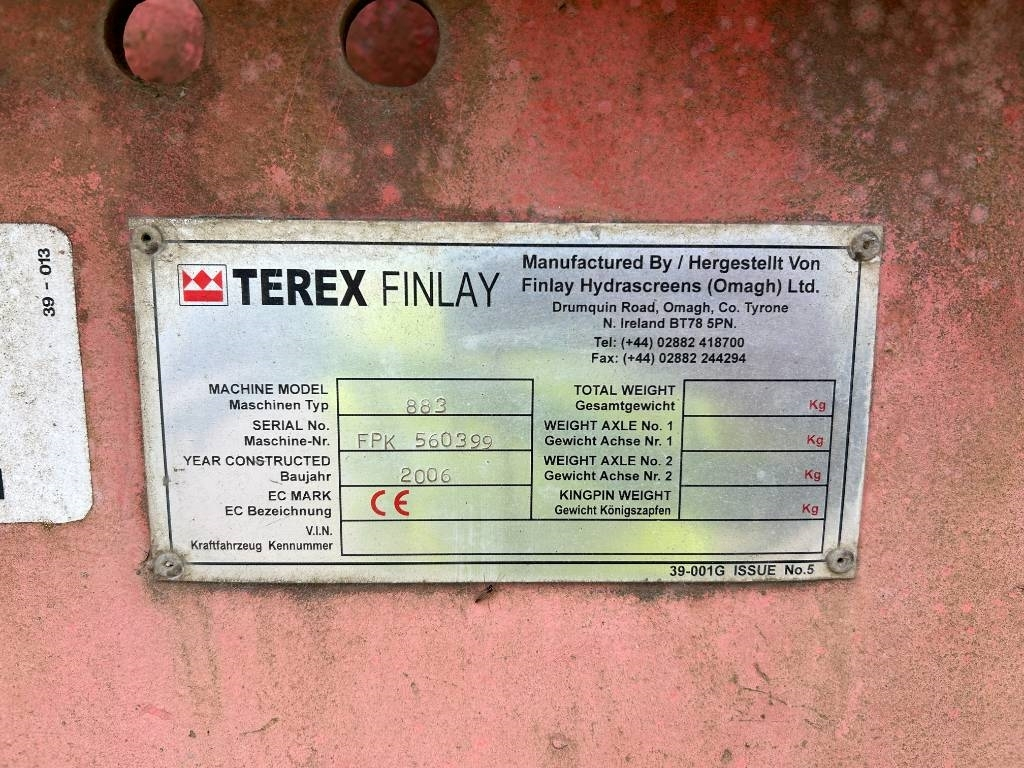 39 - 013
TEREX FINLAY
Manufactured By / Hergestellt Von
Finlay Hydrascreens (Omagh) Ltd.
Drumquin Road, Omagh, Co. Tyrone
N. Ireland BT78 5PN.
Tel: (+44) 02882 418700
Fax: (+44) 02882 244294
MACHINE MODEL
Maschinen Typ 883
SERIAL No.
Maschine-Nr. FPK 560399
YEAR CONSTRUCTED
Baujahr 2006
EC MARK
EC Bezeichnung CE
V.I.N.
Kraftfahrzeug Kennummer
TOTAL WEIGHT
Gesamtgewicht Kg
WEIGHT AXLE No. 1
Gewicht Achse Nr. 1 Kg
WEIGHT AXLE No. 2
Gewicht Achse Nr. 2 Kg
KINGPIN WEIGHT
Gewicht Königszapfen Kg
39-001G ISSUE No.5